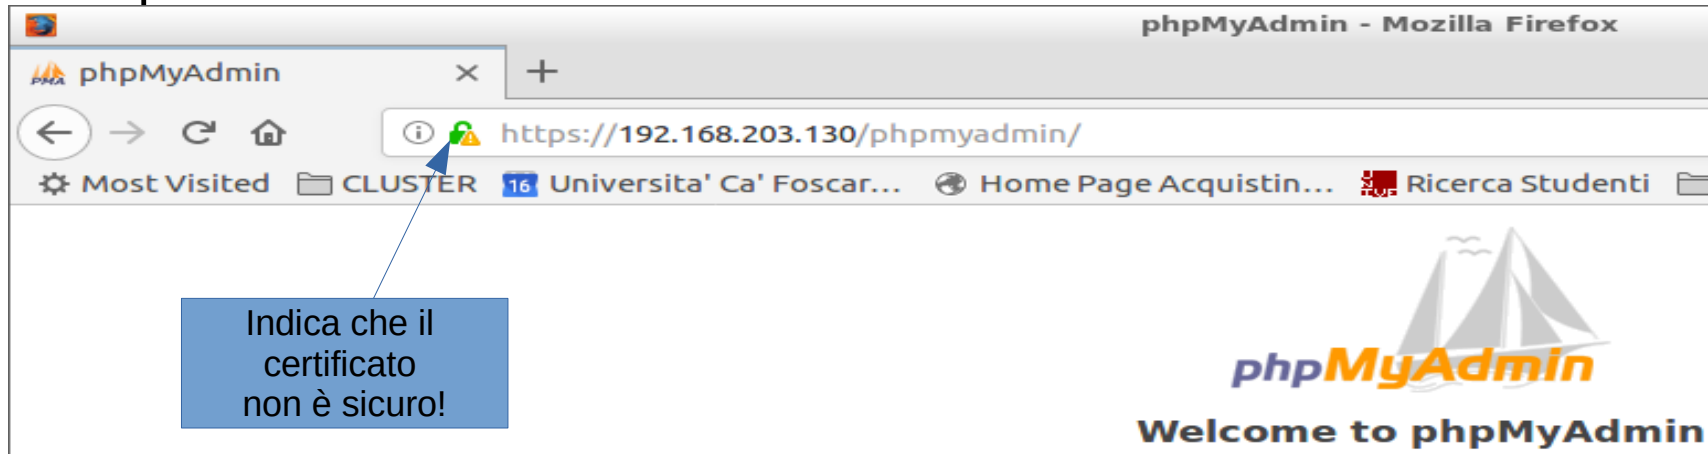 phpMyAdmin - Mozilla Firefox
PMA phpMyAdmin
https://192.168.203.130/phpmyadmin/
Most Visited CLUSTER 16 Universita' Ca' Foscar... Home Page Acquistin... Ricerca Studenti
Indica che il
certificato
non è sicuro!
phpMyAdmin
Welcome to phpMyAdmin